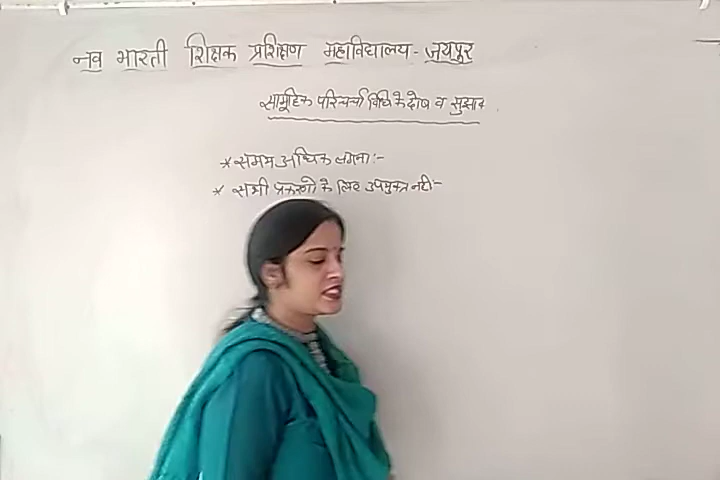 नव भारती शिक्षक प्रशिक्षण महाविद्यालय - जयपुर
सामूहिक परिचर्चा विधि के दोष व सुझाव
* समय अधिक लगना :-
* सभी प्रकरणो के लिए उपयुक्त नही :-